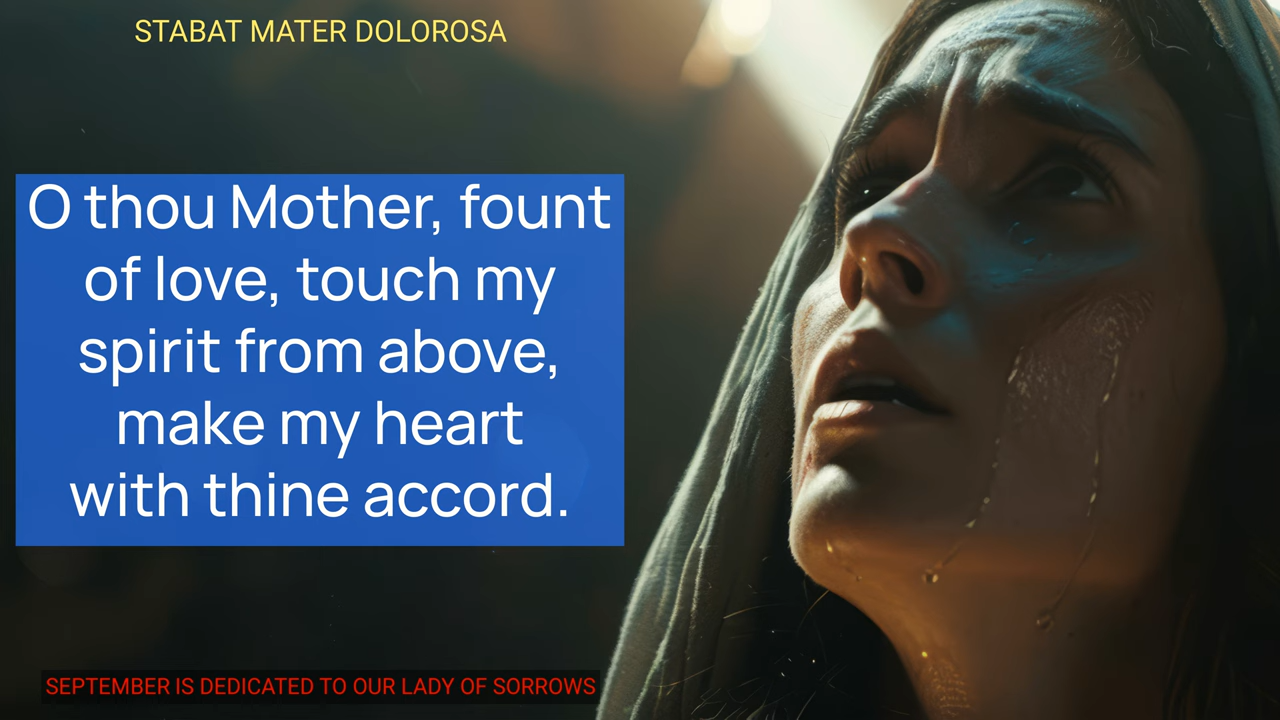 STABAT MATER DOLOROSA
O thou Mother, fount
of love, touch my
spirit from above,
make my heart
with thine accord.
SEPTEMBER IS DEDICATED TO OUR LADY OF SORROWS